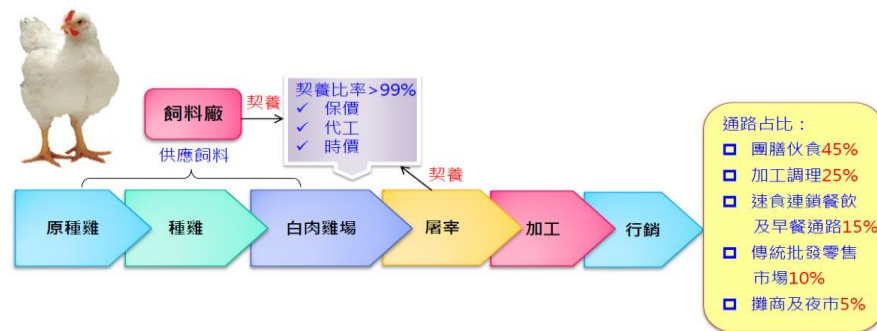 契養比率>99%
✓ 保價
✓ 代工
✓ 時價
飼料廠
契養
供應飼料
契養
原種雞
種雞
白肉雞場
屠宰
加工
行銷
通路占比：
團膳伙食45%
加工調理25%
速食連鎖餐飲
及早餐通路15%
傳統批發零售
市場10%
攤商及夜市5%